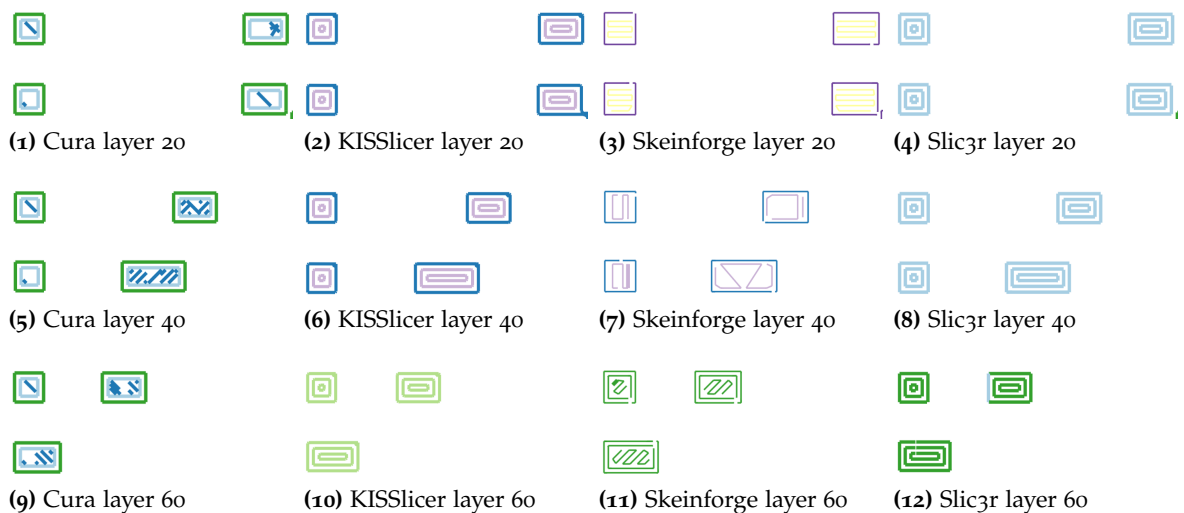 (1) Cura layer 20
(2) KISSlicer layer 20
(3) Skeinforge layer 20
(4) Slic3r layer 20
(5) Cura layer 40
(6) KISSlicer layer 40
(7) Skeinforge layer 40
(8) Slic3r layer 40
(9) Cura layer 60
(10) KISSlicer layer 60
(11) Skeinforge layer 60
(12) Slic3r layer 60